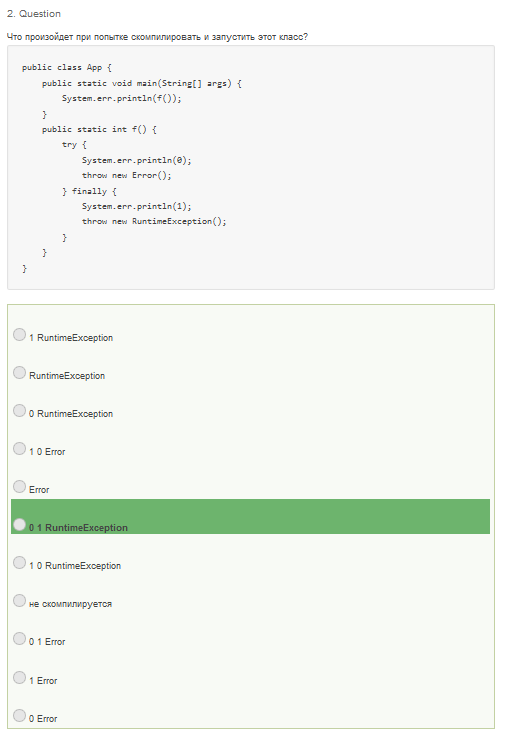 2. Question
Что произойдет при попытке скомпилировать и запустить этот класс?
public class App {
public static void main(String[] args) {
System.err.println(f());
}
public static int f() {
try {
System.err.println(0);
throw new Error();
} finally {
System.err.println(1);
throw new RuntimeException();
}
}
}
1 RuntimeException
RuntimeException
0 RuntimeException
1 0 Error
Error
0 1 RuntimeException
1 0 RuntimeException
не скомпилируется
0 1 Error
1 Error
0 Error